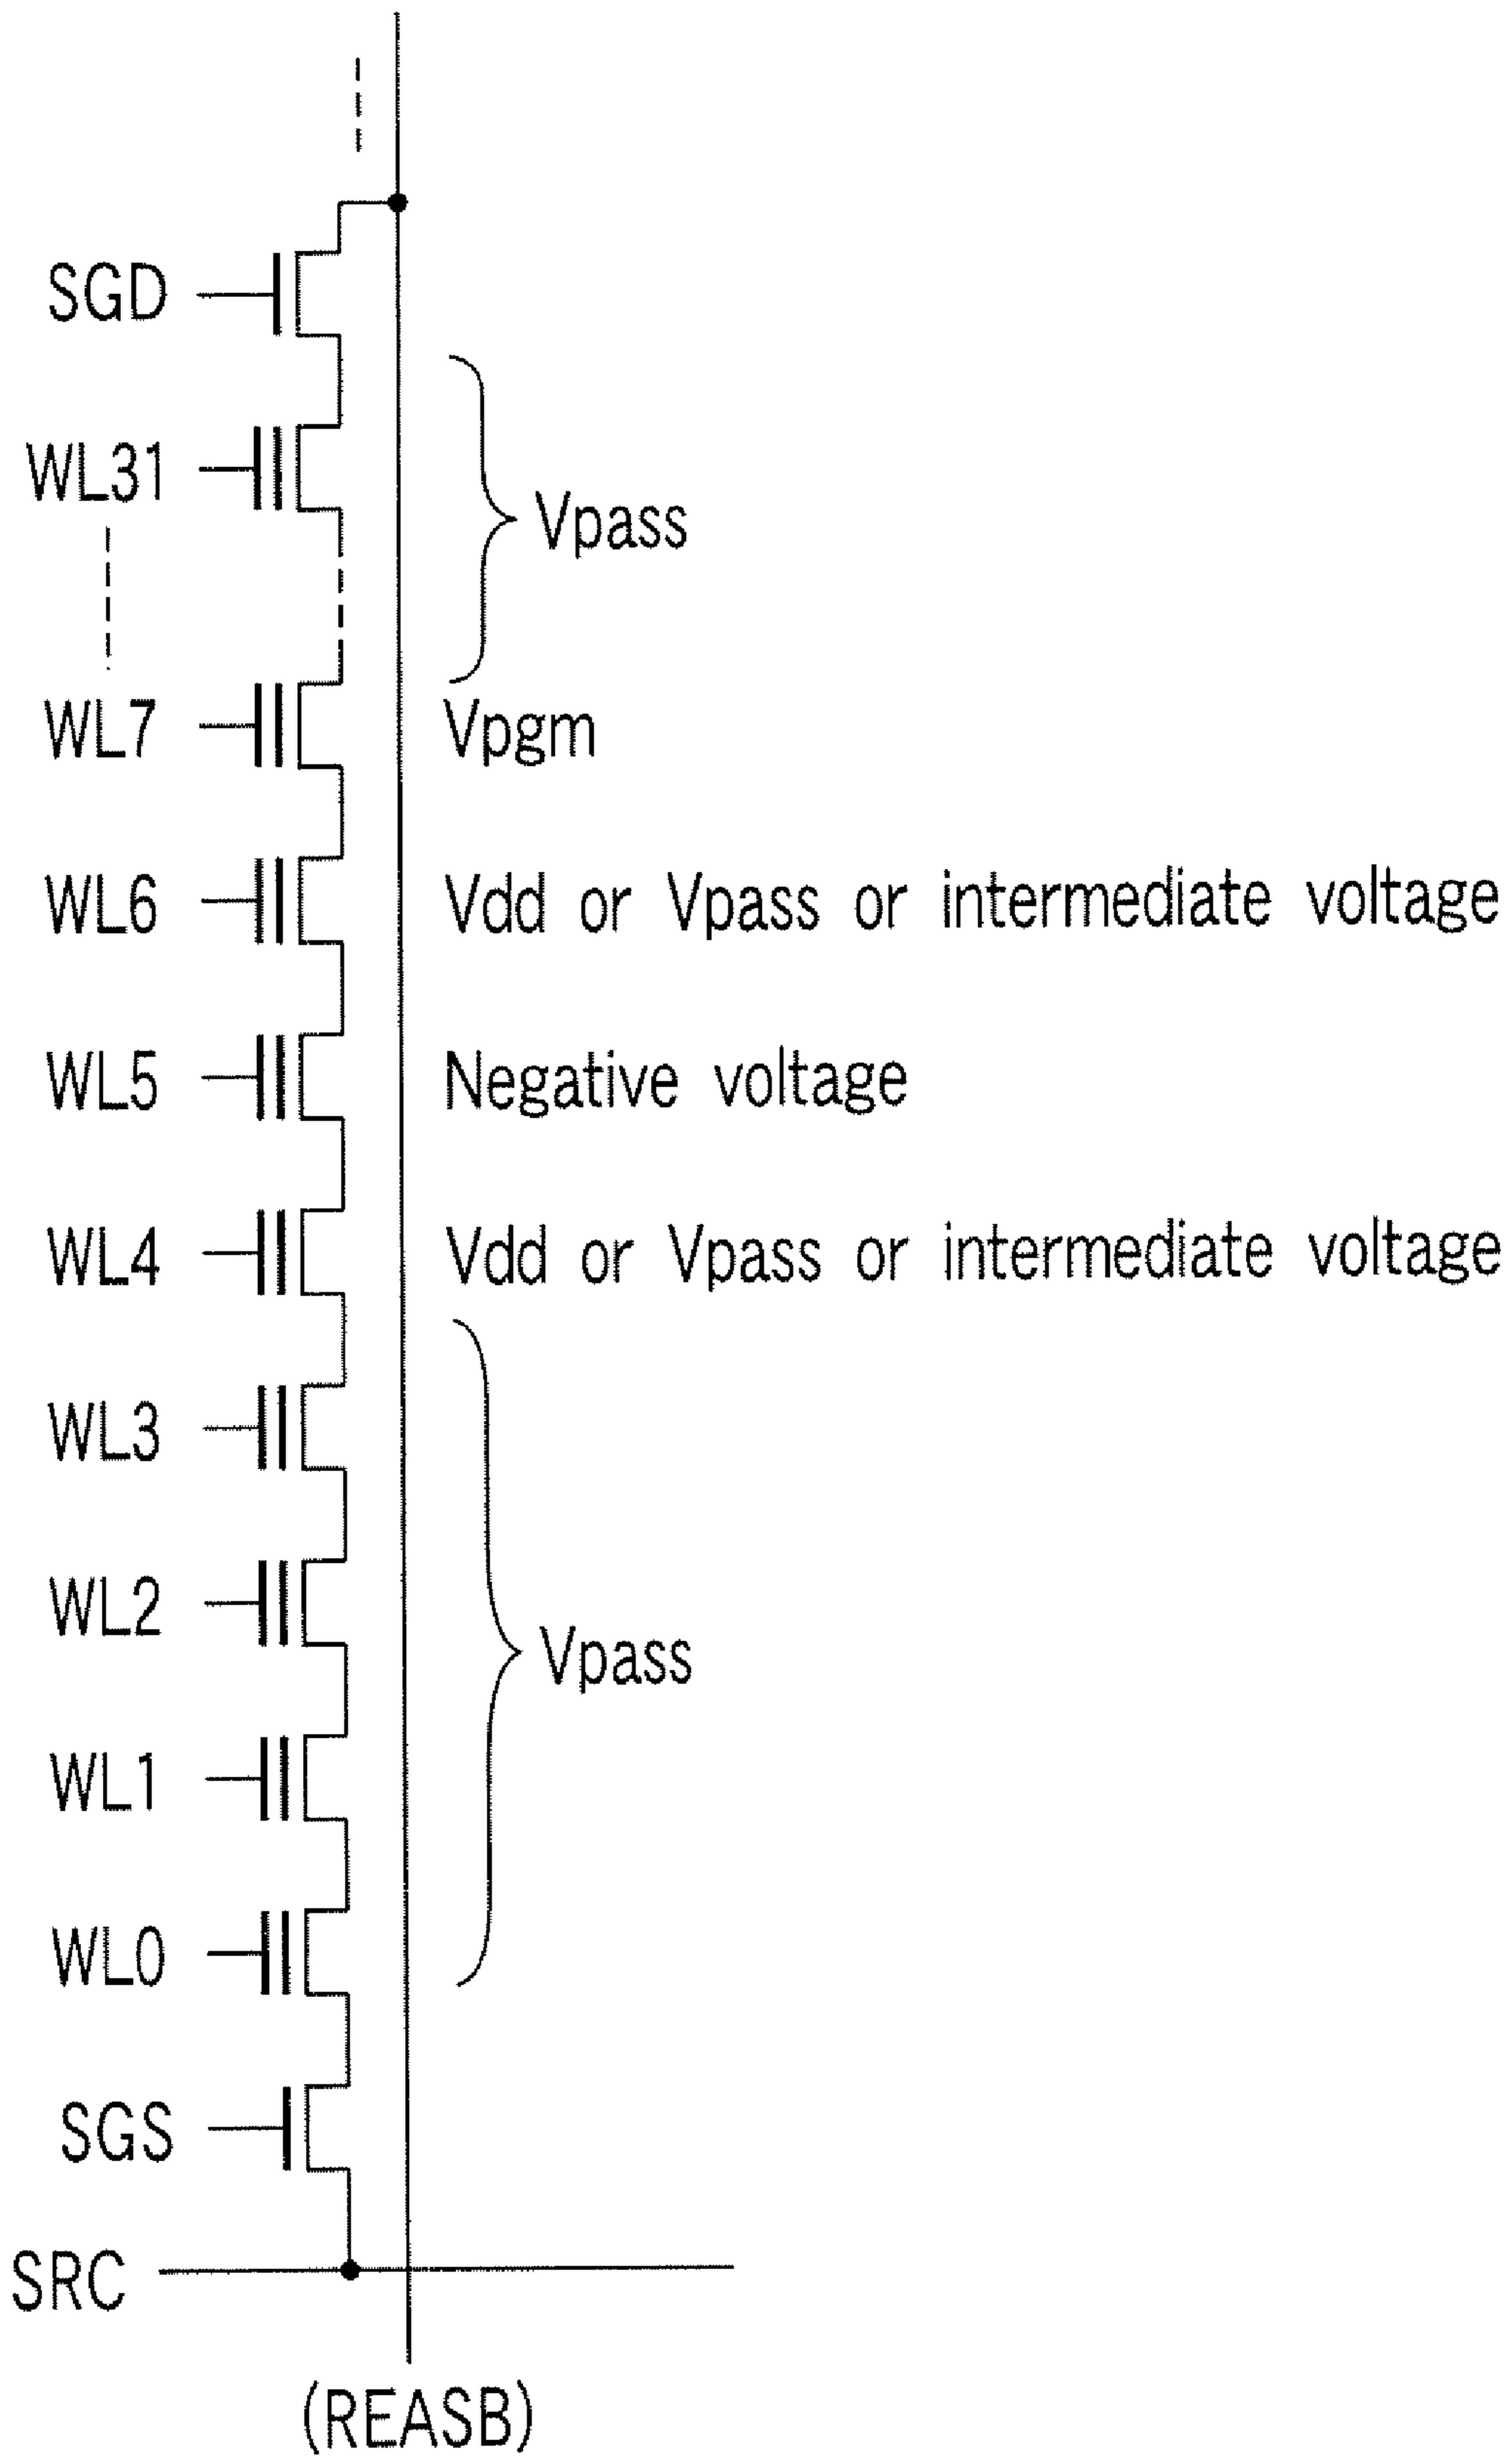 SGD
WL31
Vpass
WL7 Vpgm
WL6 Vdd or Vpass or intermediate voltage
WL5 Negative voltage
WL4 Vdd or Vpass or intermediate voltage
WL3
WL2
Vpass
WL1
WL0
SGS
SRC
(REASB)